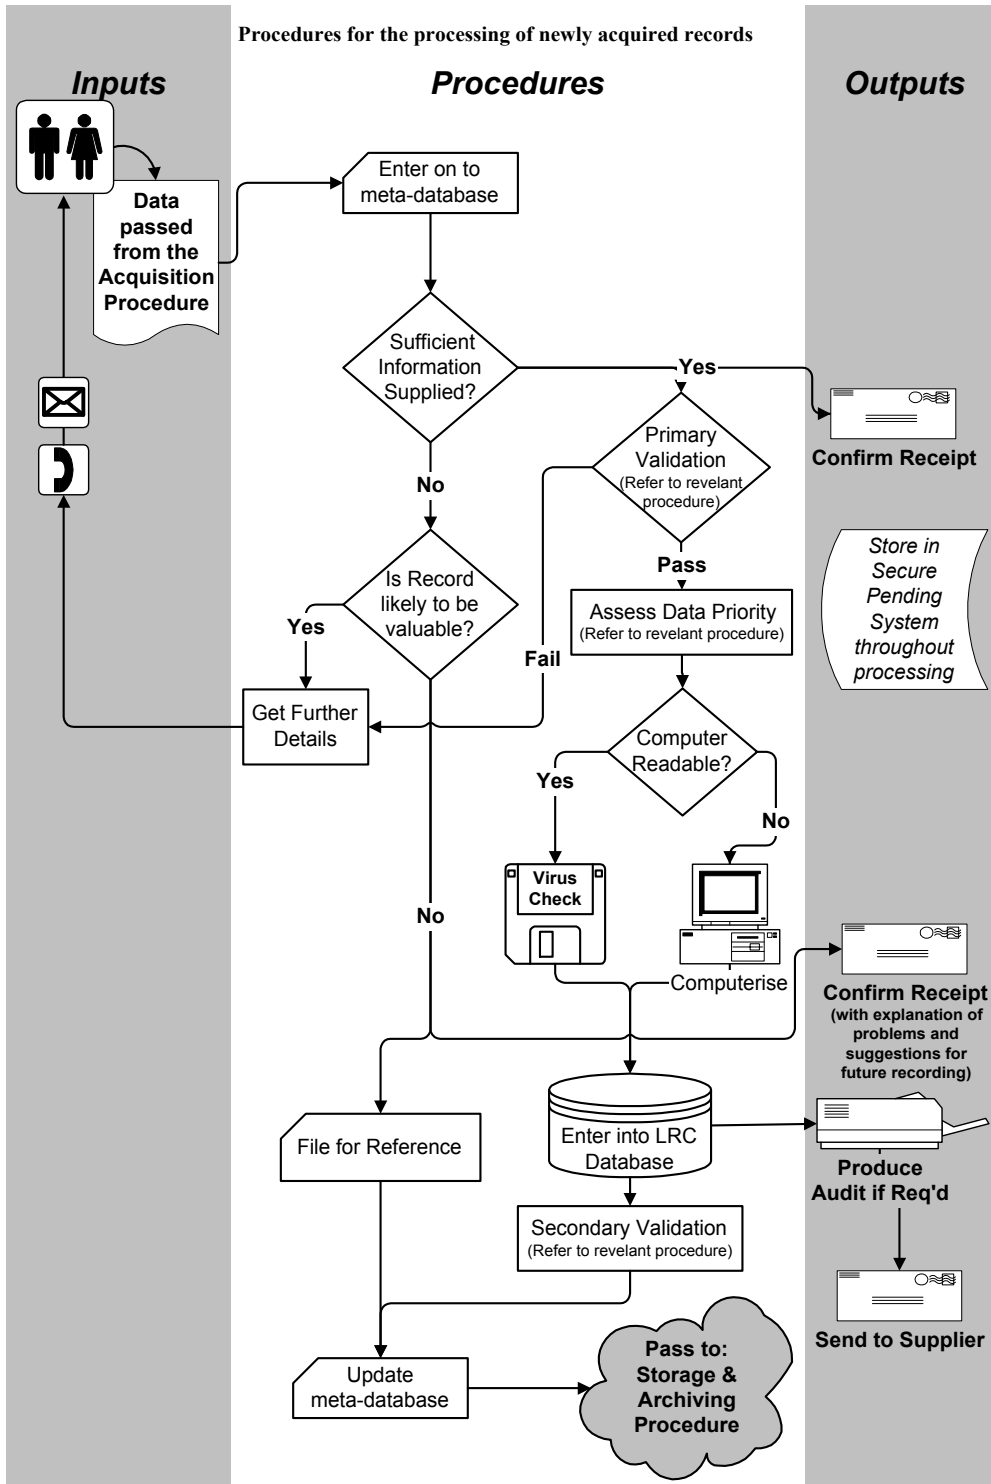 Procedures for the processing of newly acquired records
Inputs
Procedures
Outputs
Data
passed
from the
Acquisition
Procedure
Enter on to
meta-database
Sufficient
Information
Supplied?
Yes
Confirm Receipt
Primary
Validation
(Refer to revelant
procedure)
No
Pass
Store in
Secure
Pending
System
throughout
processing
Is Record
likely to be
valuable?
Yes
Assess Data Priority
(Refer to revelant procedure)
Fail
Get Further
Details
Computer
Readable?
Yes
No
Virus
Check
Computerise
No
Confirm Receipt
(with explanation of
problems and
suggestions for
future recording)
File for Reference
Enter into LRC
Database
Produce
Audit if Req'd
Secondary Validation
(Refer to revelant procedure)
Send to Supplier
Update
meta-database
Pass to:
Storage &
Archiving
Procedure